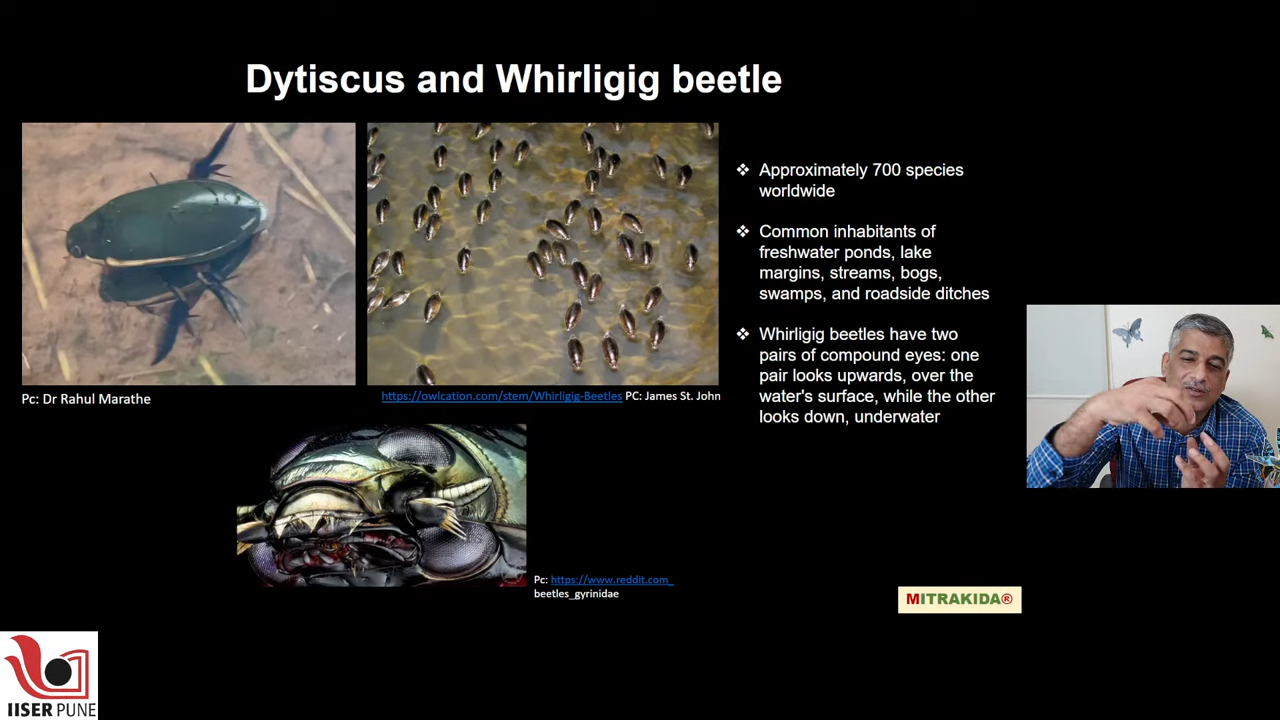 Dytiscus and Whirligig beetle
Pc: Dr Rahul Marathe
https://owlcation.com/stem/Whirligig-Beetles PC: James St. John
❖ Approximately 700 species
worldwide
❖ Common inhabitants of
freshwater ponds, lake
margins, streams, bogs,
swamps, and roadside ditches
❖ Whirligig beetles have two
pairs of compound eyes: one
pair looks upwards, over the
water's surface, while the other
looks down, underwater
Pc: https://www.reddit.com_
beetles_gyrinidae
MITRAKIDA®
IISER PUNE